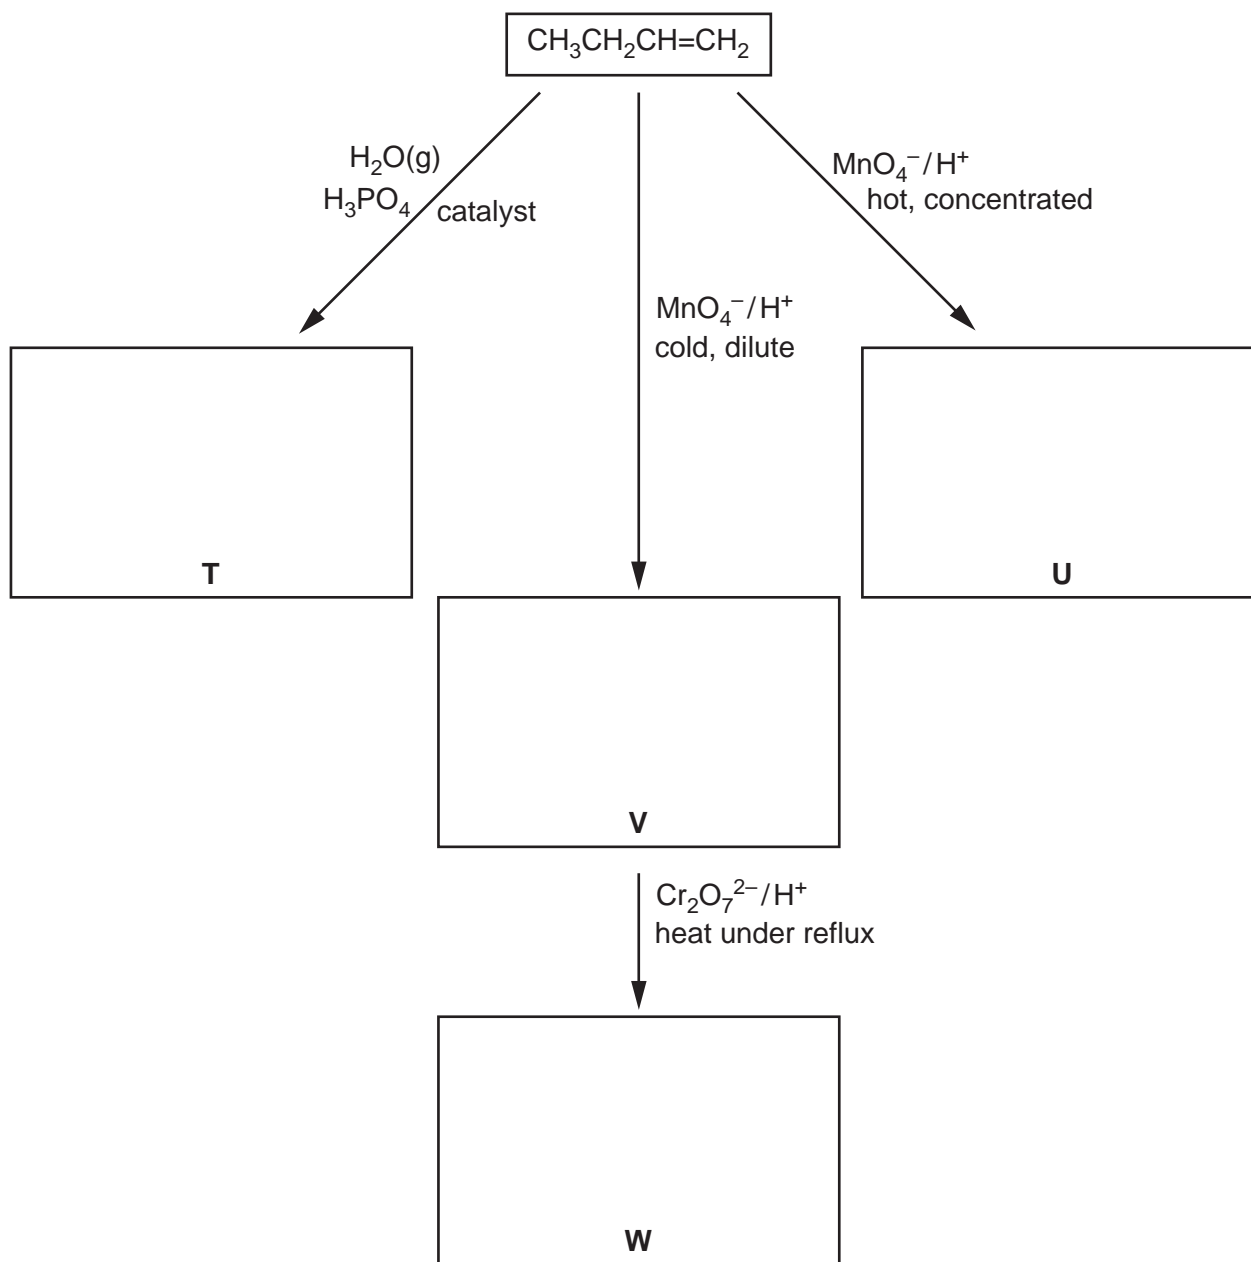 CH₃CH₂CH=CH₂
H₂O(g)
H₃PO₄ catalyst
MnO₄⁻/H⁺
hot, concentrated
MnO₄⁻/H⁺
cold, dilute
T
U
V
Cr₂O₇²⁻/H⁺
heat under reflux
W